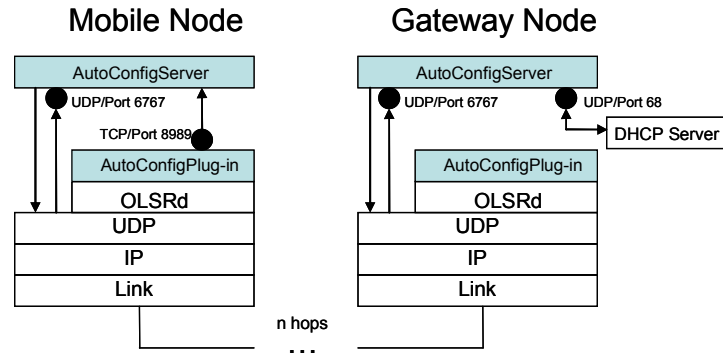 Mobile Node
Gateway Node
AutoConfigServer
AutoConfigServer
UDP/Port 6767
UDP/Port 6767
UDP/Port 68
TCP/Port 8989
DHCP Server
AutoConfigPlug-in
AutoConfigPlug-in
OLSRd
OLSRd
UDP
UDP
IP
IP
Link
Link
n hops
...